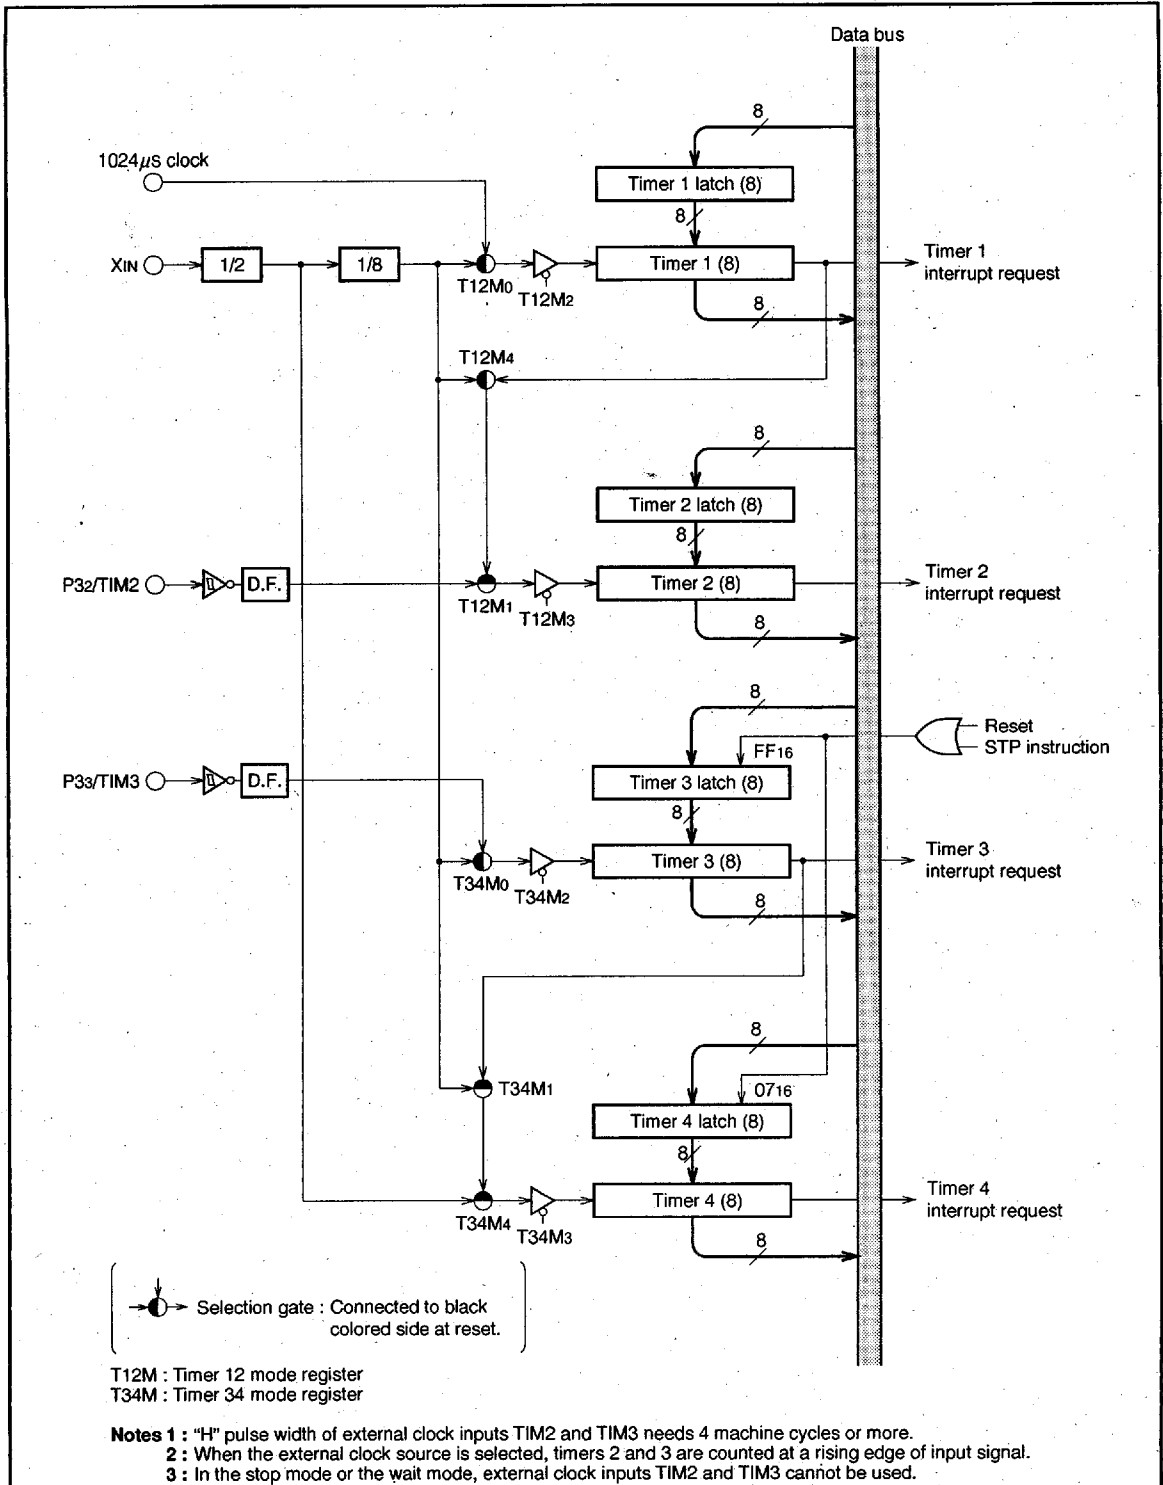 Data bus
8
1024μs clock
Timer 1 latch (8)
8
XIN
1/2
1/8
T12M0
T12M2
Timer 1 (8)
Timer 1
interrupt request
8
T12M4
8
Timer 2 latch (8)
8
P32/TIM2
D.F.
T12M1
T12M3
Timer 2 (8)
Timer 2
interrupt request
8
8
Reset
STP instruction
FF16
P33/TIM3
D.F.
Timer 3 latch (8)
8
T34M0
T34M2
Timer 3 (8)
Timer 3
interrupt request
8
8
T34M1
0716
Timer 4 latch (8)
8
T34M4
T34M3
Timer 4 (8)
Timer 4
interrupt request
8
Selection gate : Connected to black
colored side at reset.
T12M : Timer 12 mode register
T34M : Timer 34 mode register
Notes 1 : "H" pulse width of external clock inputs TIM2 and TIM3 needs 4 machine cycles or more.
2 : When the external clock source is selected, timers 2 and 3 are counted at a rising edge of input signal.
3 : In the stop mode or the wait mode, external clock inputs TIM2 and TIM3 cannot be used.